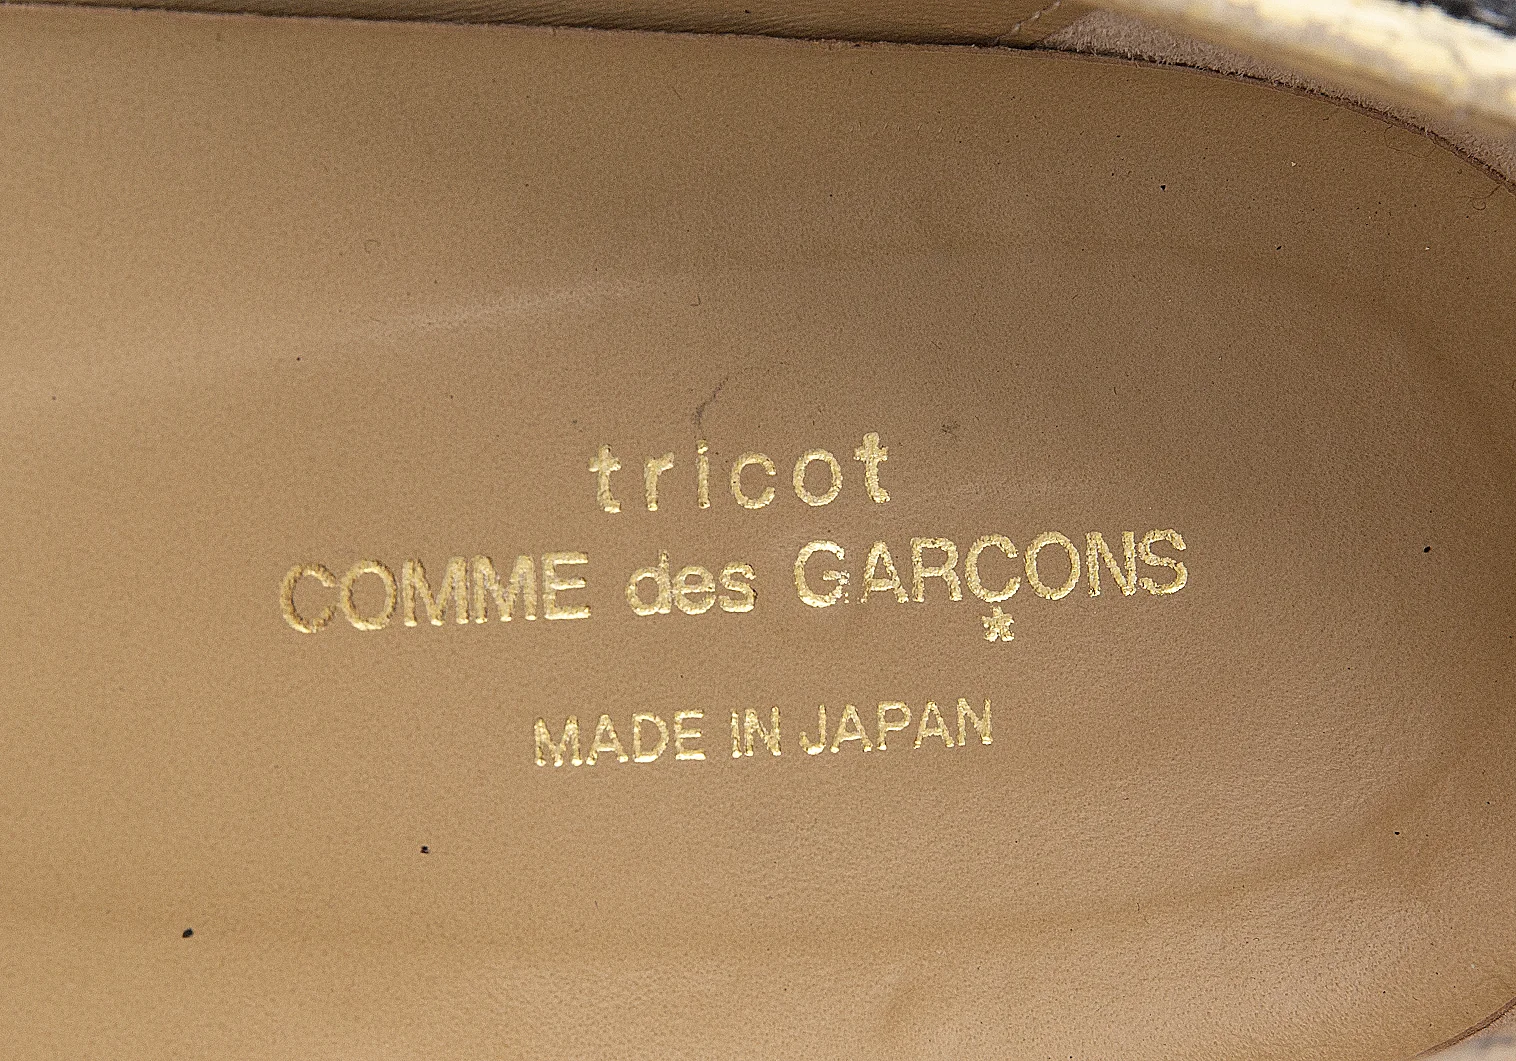 tricot
COMME des GARÇONS
MADE IN JAPAN